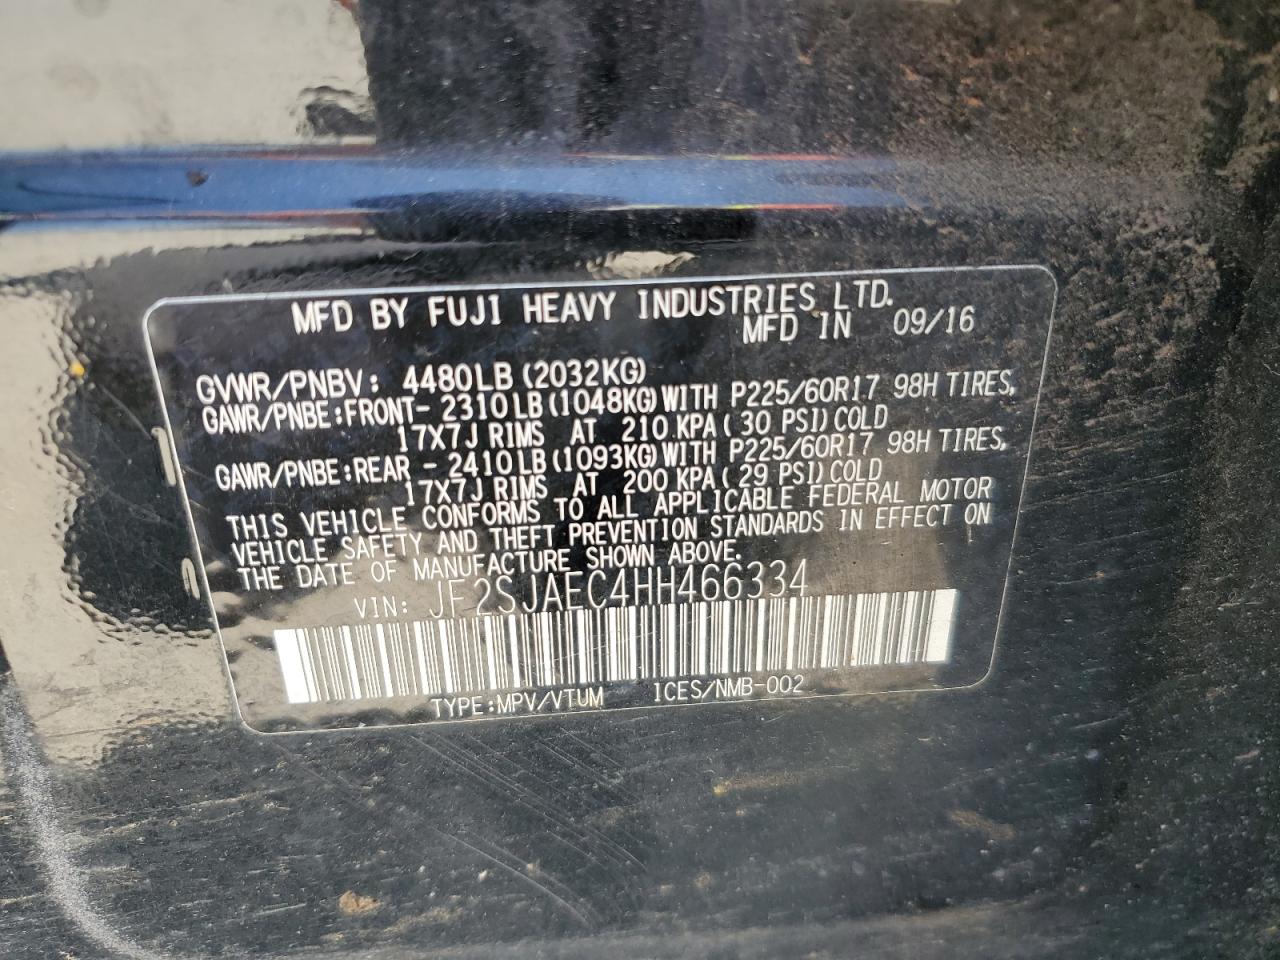 MFD BY FUJI HEAVY INDUSTRIES LTD.
MFD IN 09/16
GVWR/PNBV: 4480LB (2032KG)
GAWR/PNBE:FRONT- 2310LB (1048KG) WITH P225/60R17 98H TIRES,
17X7J RIMS AT 210 KPA ( 30 PSI) COLD
GAWR/PNBE:REAR - 2410LB (1093KG) WITH P225/60R17 98H TIRES,
17X7J RIMS AT 200 KPA ( 29 PSI) COLD
THIS VEHICLE CONFORMS TO ALL APPLICABLE FEDERAL MOTOR
VEHICLE SAFETY AND THEFT PREVENTION STANDARDS IN EFFECT ON
THE DATE OF MANUFACTURE SHOWN ABOVE.
VIN: JF2SJAEC4HH466334
TYPE:MPV/VTUM ICES/NMB-002